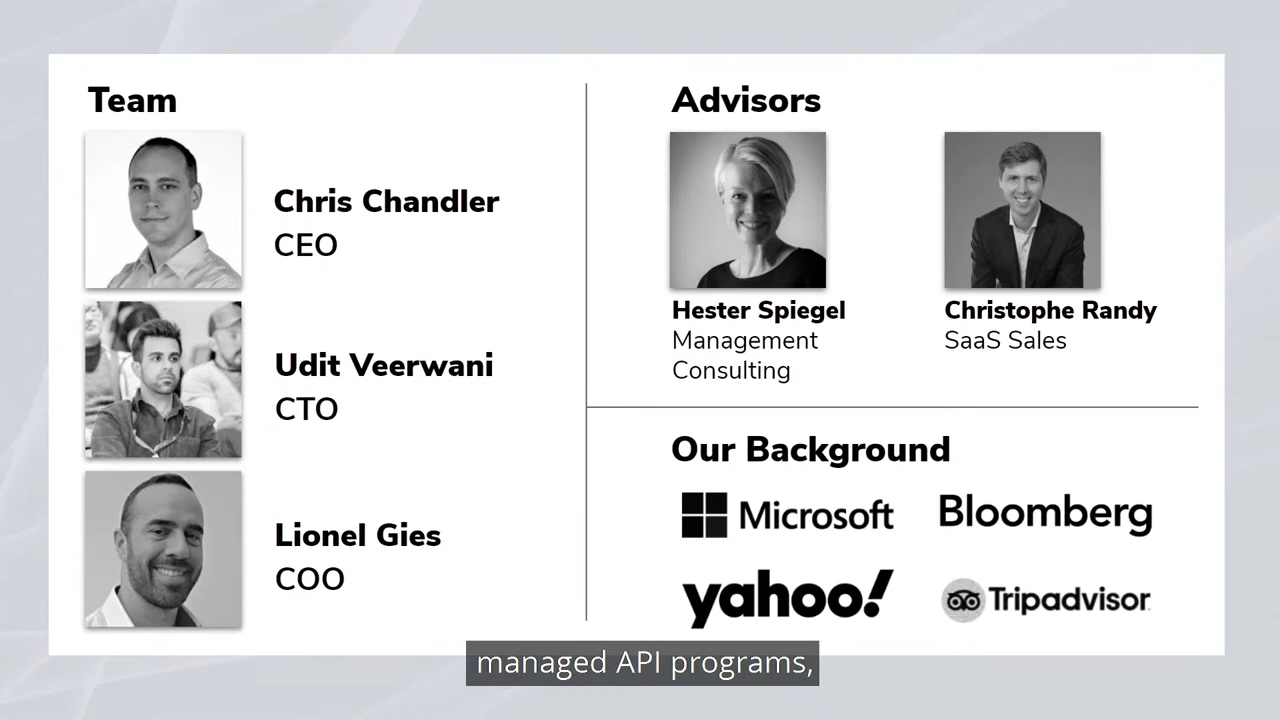 Team
Chris Chandler
CEO
Udit Veerwani
CTO
Lionel Gies
COO
Advisors
Hester Spiegel
Management
Consulting
Christophe Randy
SaaS Sales
Our Background
Microsoft
Bloomberg
yahoo!
Tripadvisor
managed API programs,